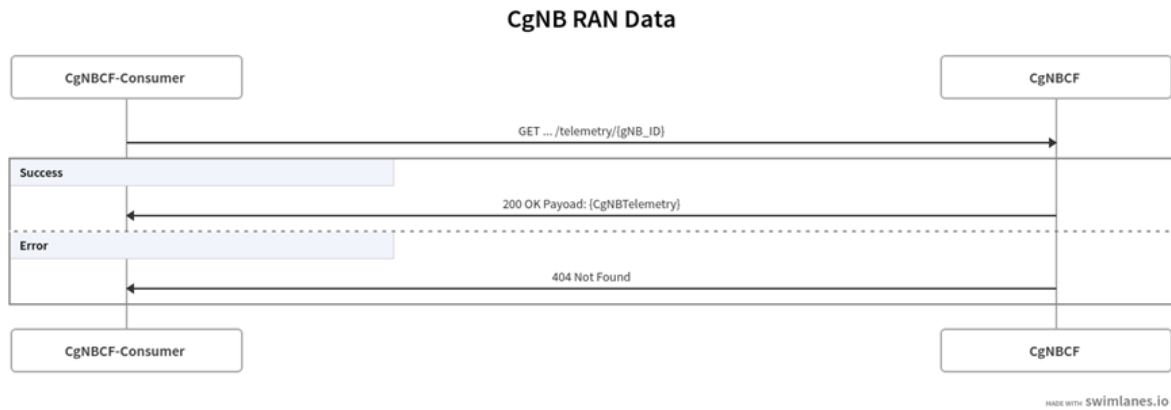 CgNB RAN Data
CgNBCF-Consumer CgNBCF
GET ... /telemetry/{gNB_ID}
Success
200 OK Payoad: {CgNBTelemetry}
Error
404 Not Found
CgNBCF-Consumer CgNBCF
MADE WITH swimlanes.io